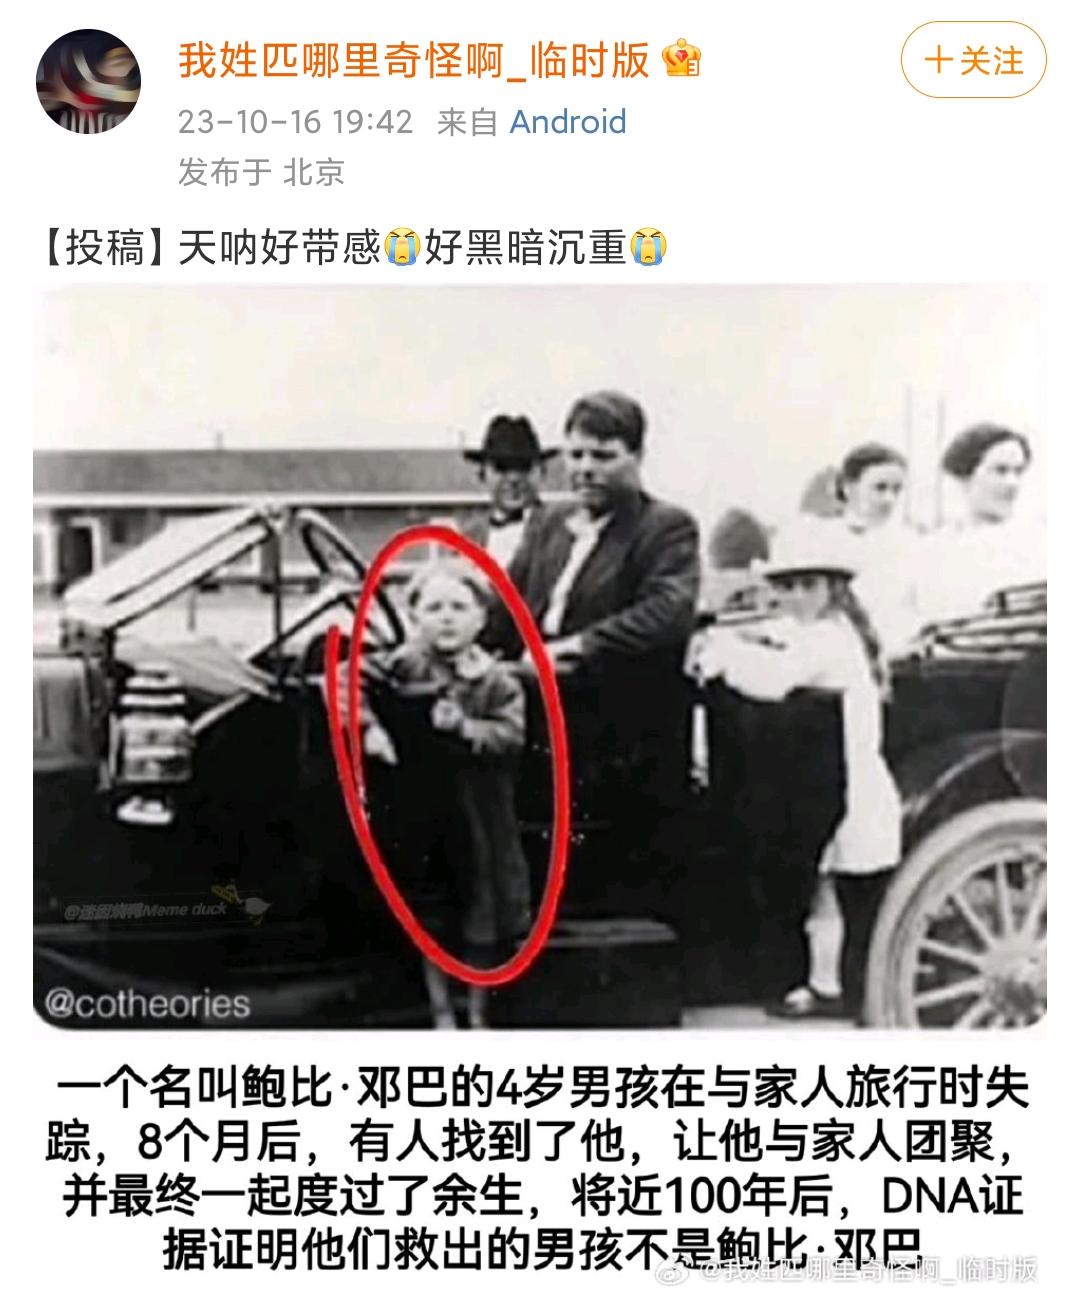 我姓匹哪里奇怪啊_临时版
+关注
23-10-16 19:42 来自 Android
发布于 北京
【投稿】天呐好带感😭好黑暗沉重😭
@迷因烧鸭Meme duck
@cotheories
一个名叫鲍比·邓巴的4岁男孩在与家人旅行时失
踪，8个月后，有人找到了他，让他与家人团聚，
并最终一起度过了余生，将近100年后，DNA证
据证明他们救出的男孩不是鲍比·邓巴
@我姓匹哪里奇怪啊_临时版